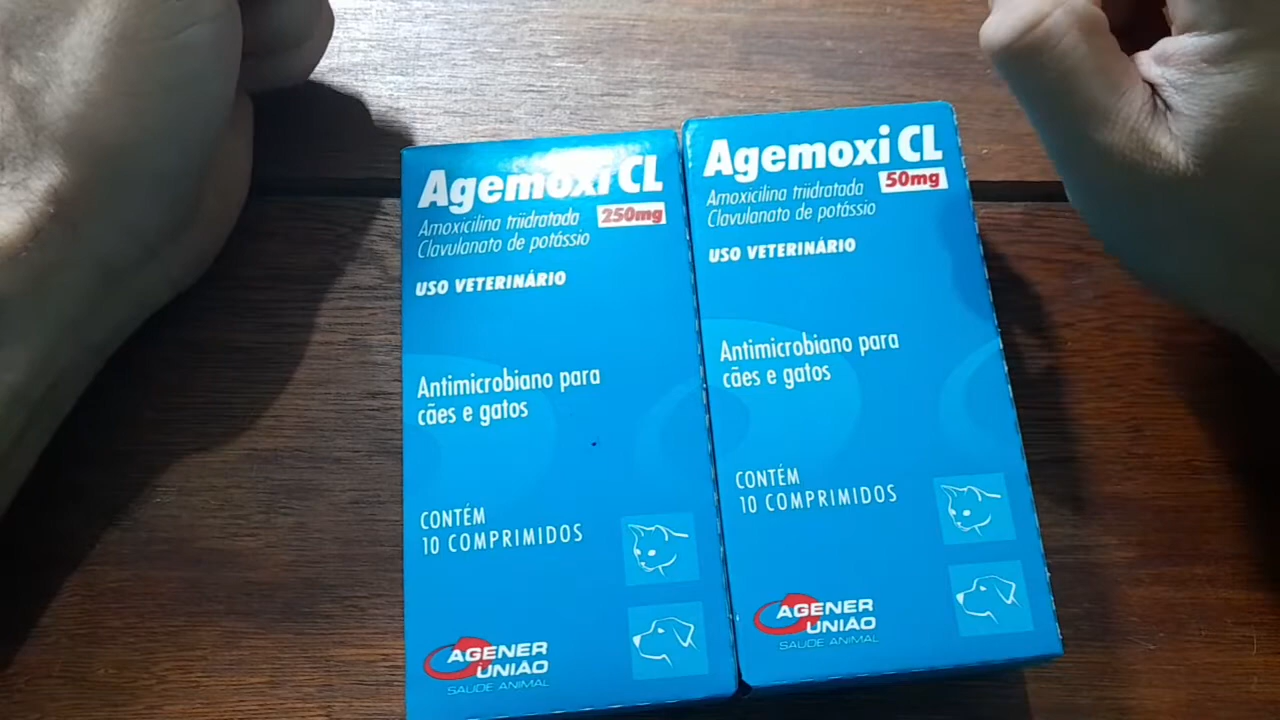 Agemoxi CL
250mg
Amoxicilina triidratada
Clavulanato de potássio
USO VETERINÁRIO
Antimicrobiano para
cães e gatos
CONTÉM
10 COMPRIMIDOS
AGENER
UNIÃO
SAÚDE ANIMAL
Agemoxi CL
50mg
Amoxicilina triidratada
Clavulanato de potássio
USO VETERINÁRIO
Antimicrobiano para
cães e gatos
CONTÉM
10 COMPRIMIDOS
AGENER
UNIÃO
SAÚDE ANIMAL